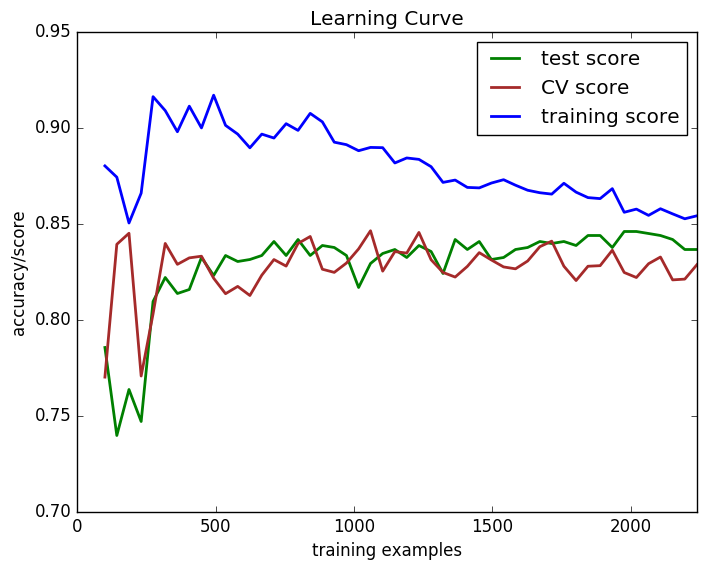 Learning Curve
test score
CV score
training score
accuracy/score
0.95
0.90
0.85
0.80
0.75
0.70
0 500 1000 1500 2000
training examples